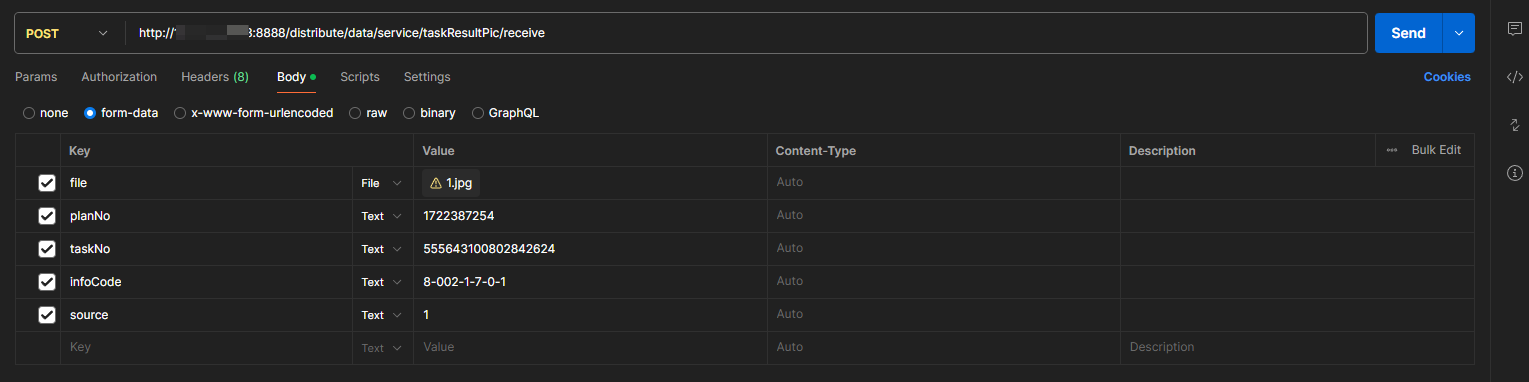 POST http:// 3:8888/distribute/data/service/taskResultPic/receive Send
Params Authorization Headers (8) Body Scripts Settings Cookies
none form-data x-www-form-urlencoded raw binary GraphQL
Key Value Content-Type Description Bulk Edit
file File 1.jpg Auto
planNo Text 1722387254 Auto
taskNo Text 555643100802842624 Auto
infoCode Text 8-002-1-7-0-1 Auto
source Text 1 Auto
Key Text Value Auto Description